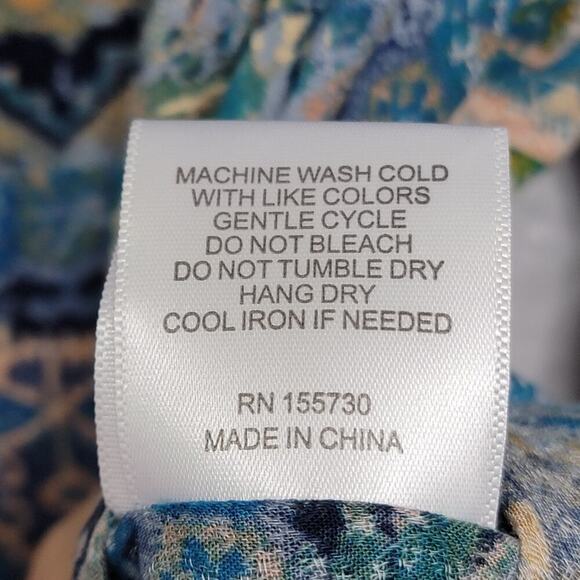 MACHINE WASH COLD
WITH LIKE COLORS
GENTLE CYCLE
DO NOT BLEACH
DO NOT TUMBLE DRY
HANG DRY
COOL IRON IF NEEDED
RN 155730
MADE IN CHINA